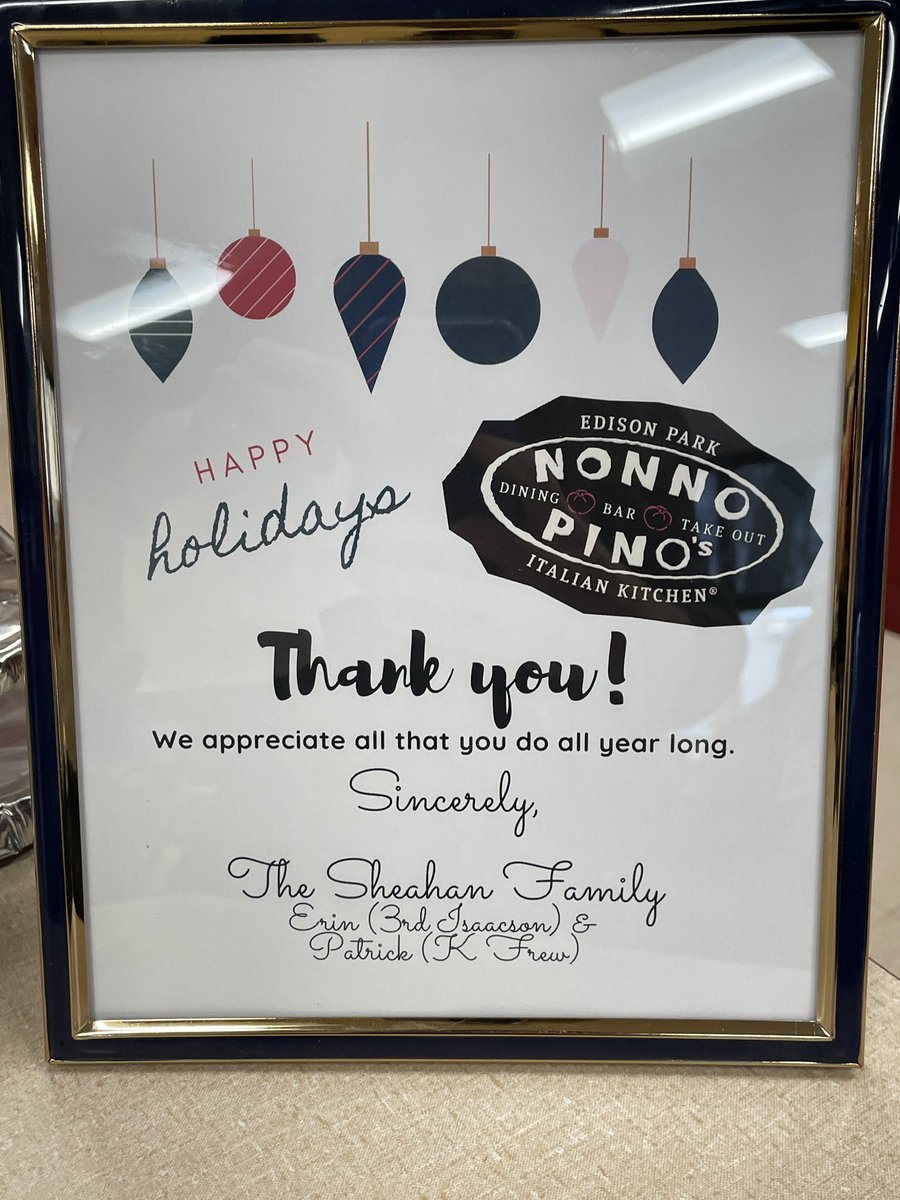 HAPPY
holidays
EDISON PARK
NONNO
DINING BAR TAKE OUT
PINO's
ITALIAN KITCHEN®
Thank you!
We appreciate all that you do all year long.
Sincerely,
The Sheahan Family
Erin (3rd Isaacson) &
Patrick (K Frew)